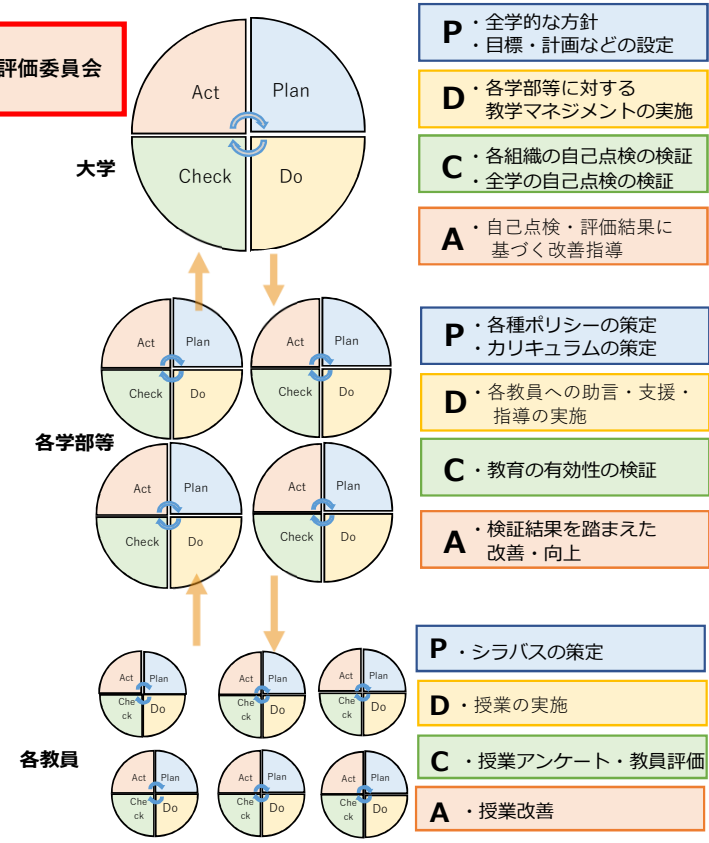 評価委員会
Act
Plan
Check
Do
大学
P
・全学的な方針
・目標・計画などの設定
D
・各学部等に対する
教学マネジメントの実施
C
・各組織の自己点検の検証
・全学の自己点検の検証
A
・自己点検・評価結果に
基づく改善指導
Act
Plan
Check
Do
Act
Plan
Check
Do
各学部等
Act
Plan
Check
Do
Act
Plan
Check
Do
P
・各種ポリシーの策定
・カリキュラムの策定
D
・各教員への助言・支援・
指導の実施
C
・教育の有効性の検証
A
・検証結果を踏まえた
改善・向上
Act
Plan
Che
ck
Do
Act
Plan
Che
ck
Do
Act
Plan
Che
ck
Do
各教員
Act
Plan
Che
ck
Do
Act
Plan
Che
ck
Do
Act
Plan
Che
ck
Do
P ・シラバスの策定
D ・授業の実施
C ・授業アンケート・教員評価
A ・授業改善